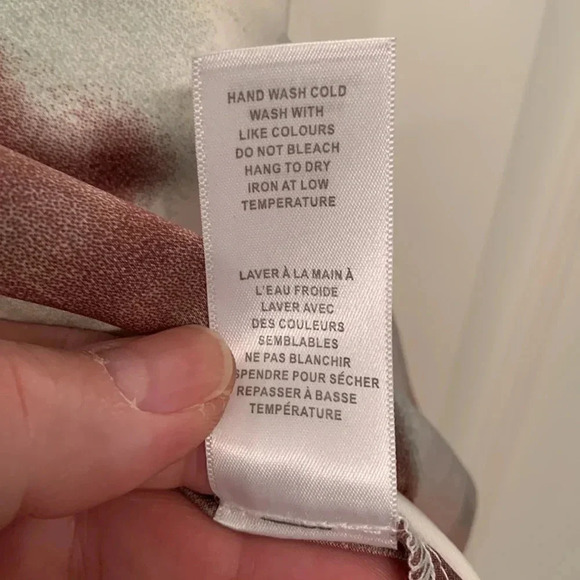 HAND WASH COLD
WASH WITH
LIKE COLOURS
DO NOT BLEACH
HANG TO DRY
IRON AT LOW
TEMPERATURE
LAVER À LA MAIN À
L'EAU FROIDE
LAVER AVEC
DES COULEURS
SEMBLABLES
NE PAS BLANCHIR
SPENDRE POUR SÉCHER
REPASSER À BASSE
TEMPÉRATURE